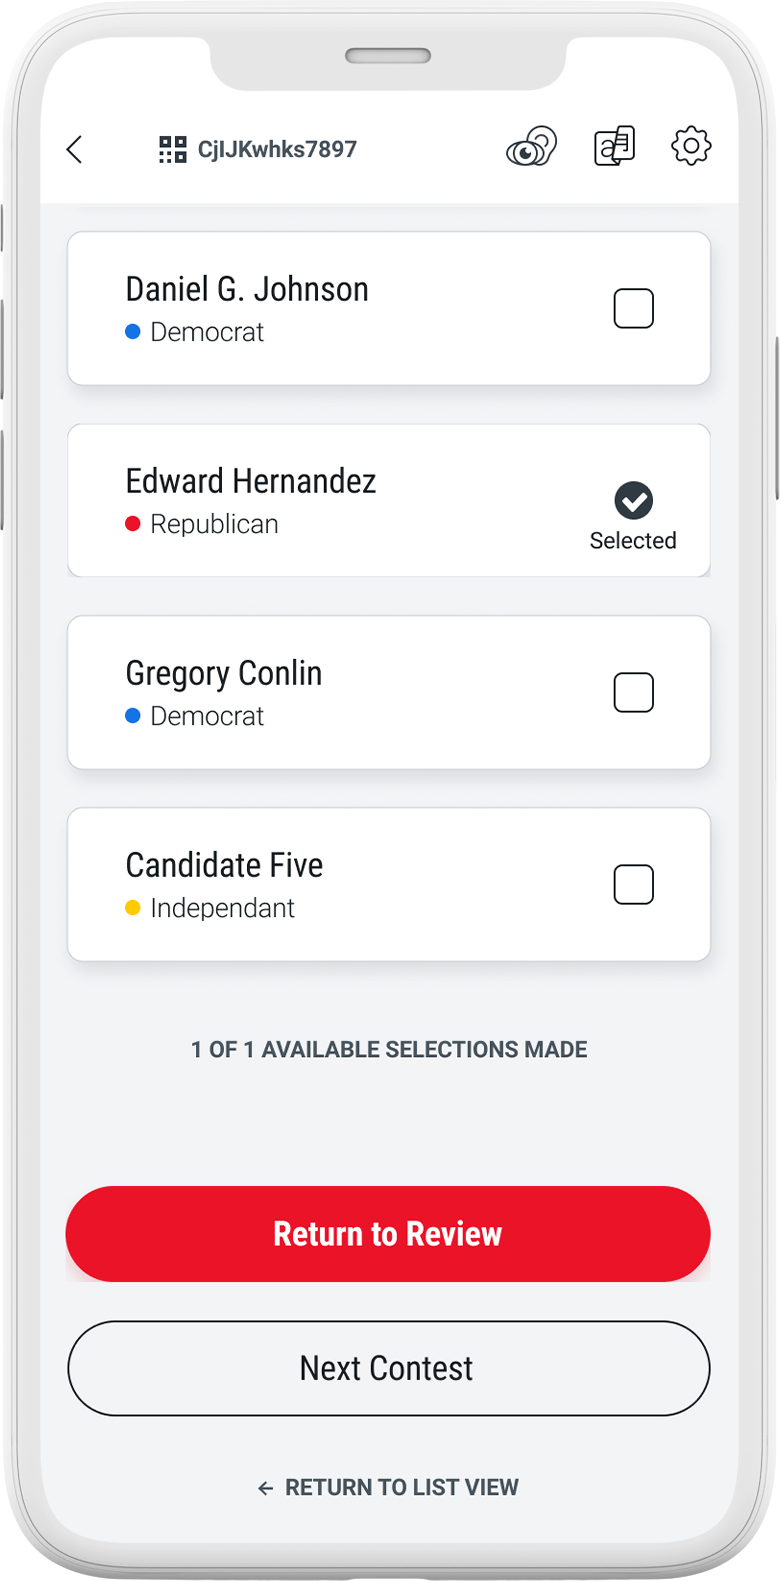 CjIJKwhks7897
Daniel G. Johnson
Democrat
Edward Hernandez
Republican
Selected
Gregory Conlin
Democrat
Candidate Five
Independant
1 OF 1 AVAILABLE SELECTIONS MADE
Return to Review
Next Contest
← RETURN TO LIST VIEW